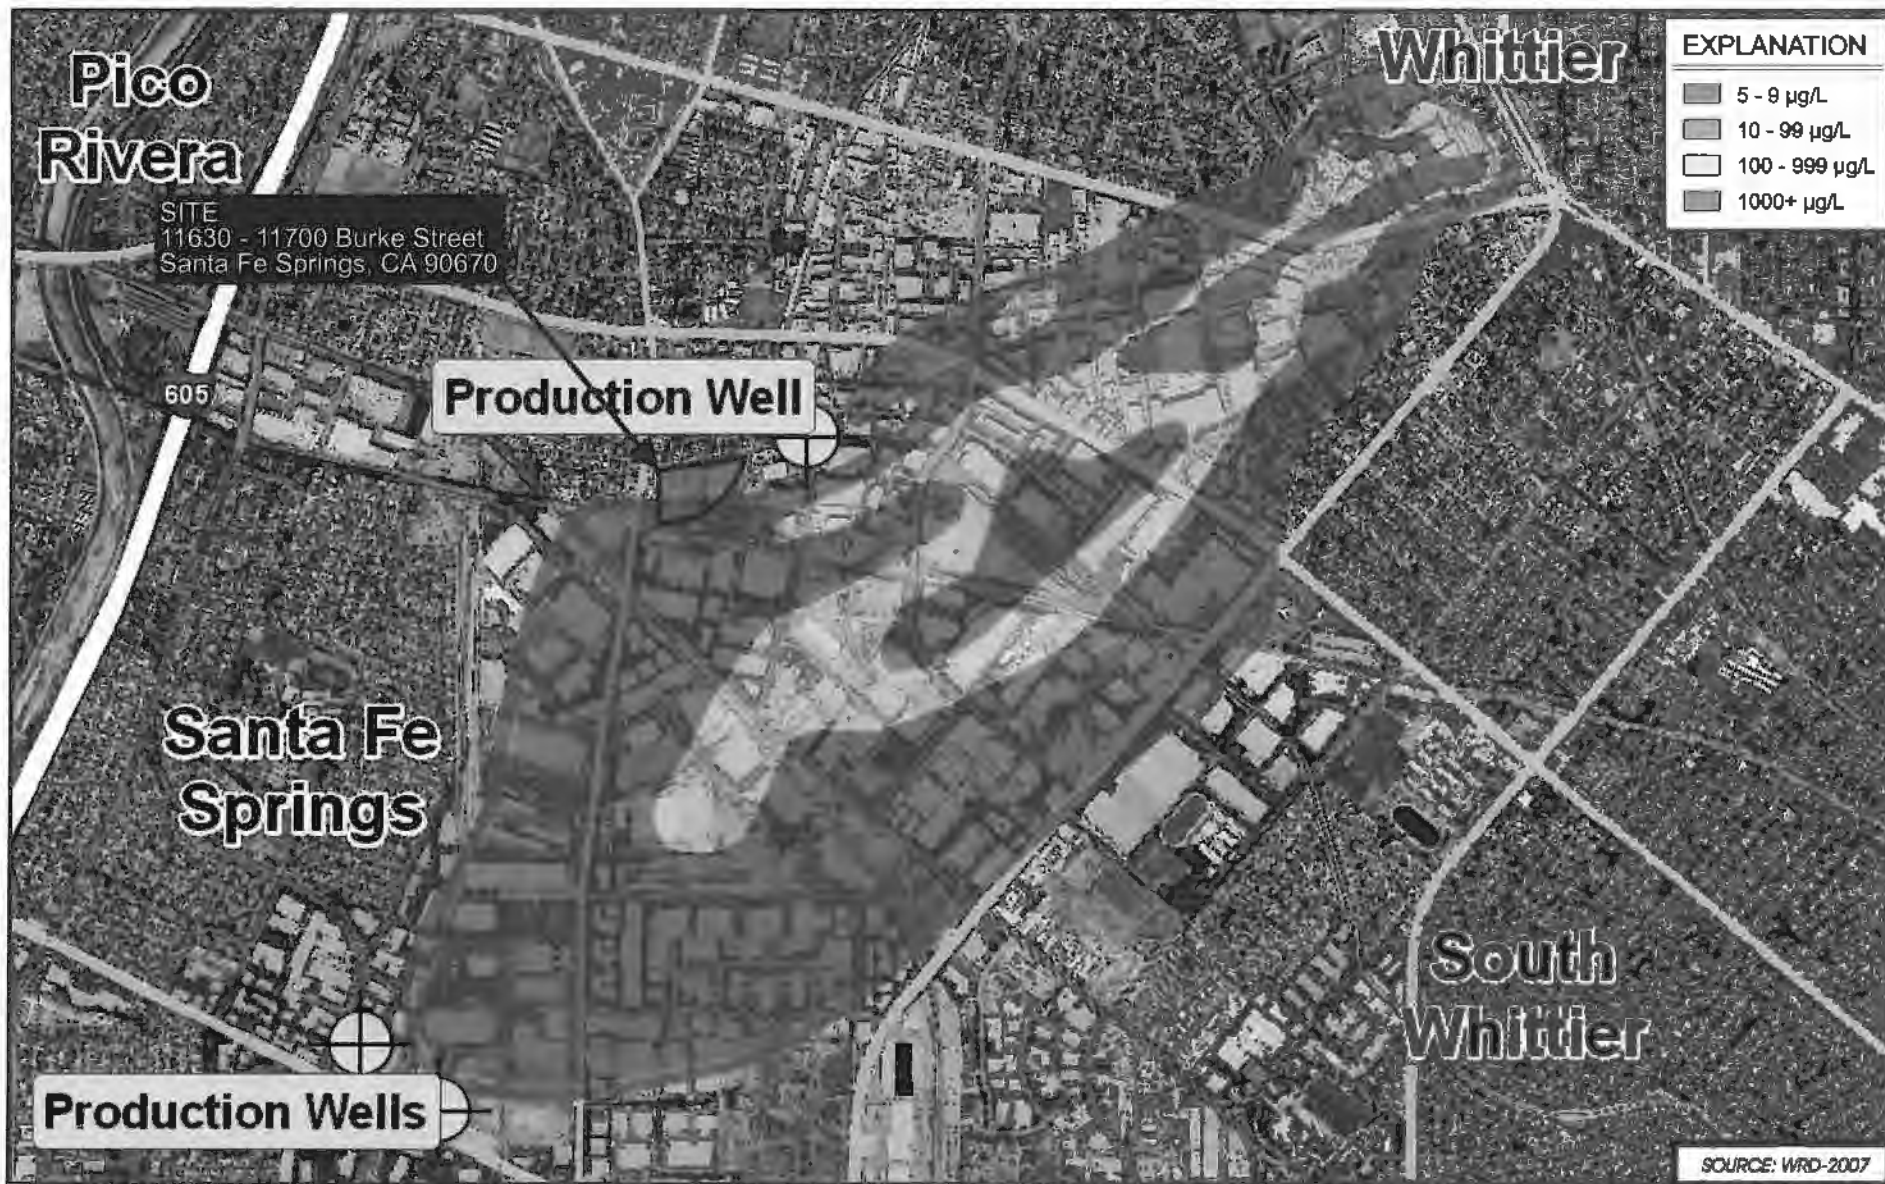 Pico
Rivera
Whittier
EXPLANATION
5 - 9 µg/L
10 - 99 µg/L
100 - 999 µg/L
1000+ µg/L
SITE
11630 - 11700 Burke Street
Santa Fe Springs, CA 90670
605
Production Well
Santa Fe
Springs
South
Whittier
Production Wells
SOURCE: WRD-2007